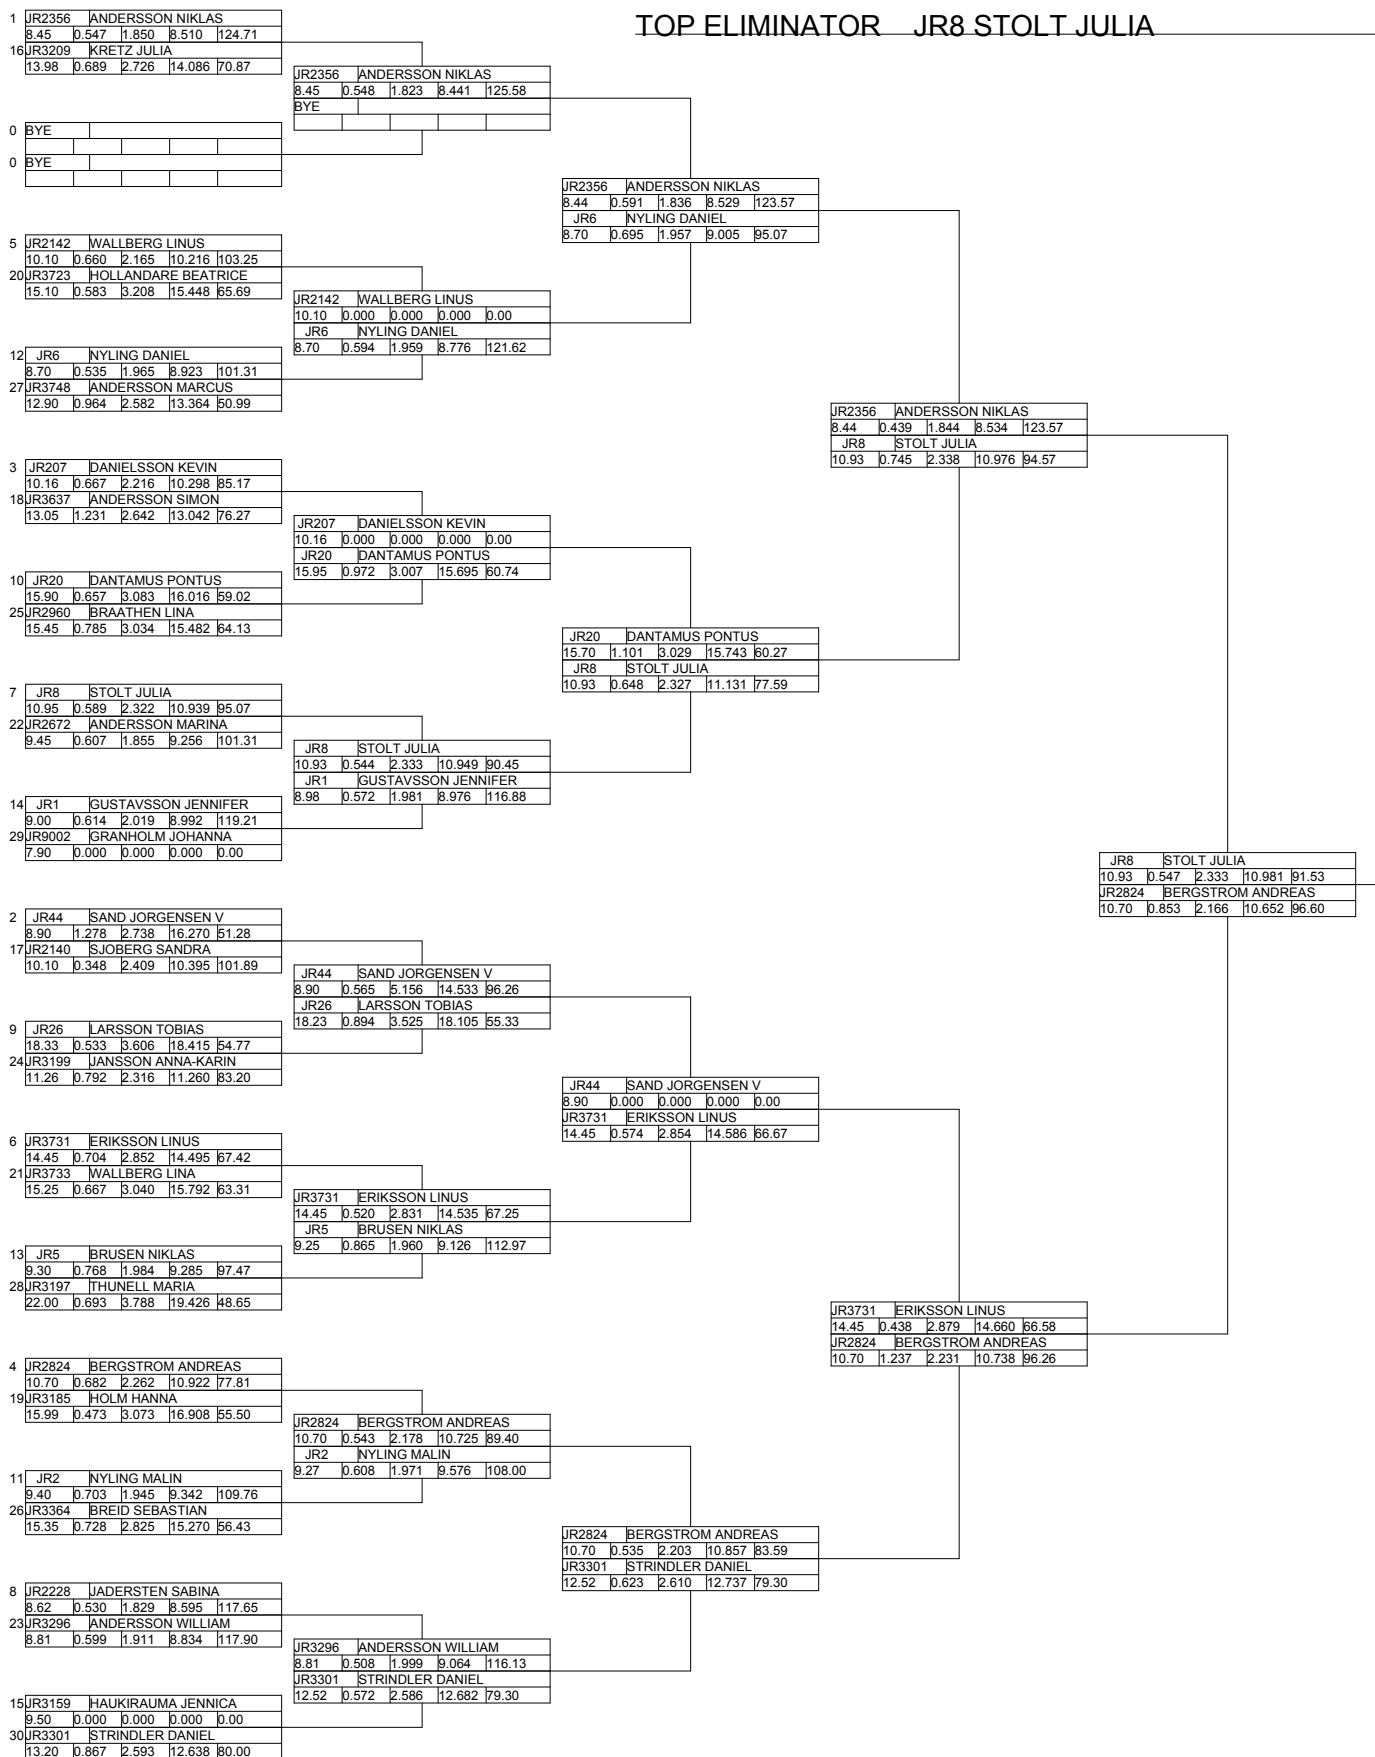 TOP ELIMINATOR JR8 STOLT JULIA
1 JR2356 ANDERSSON NIKLAS
8.45 0.547 1.850 8.510 124.71
16 JR3209 KRETZ JULIA
13.98 0.689 2.726 14.086 70.87
0 BYE
0 BYE
5 JR2142 WALLBERG LINUS
10.10 0.660 2.165 10.216 103.25
20 JR3723 HOLLANDARE BEATRICE
15.10 0.583 3.208 15.448 65.69
12 JR6 NYLING DANIEL
8.70 0.535 1.965 8.923 101.31
27 JR3748 ANDERSSON MARCUS
12.90 0.964 2.582 13.364 50.99
3 JR207 DANIELSSON KEVIN
10.16 0.667 2.216 10.298 85.17
18 JR3637 ANDERSSON SIMON
13.05 1.231 2.642 13.042 76.27
10 JR20 DANTAMUS PONTUS
15.90 0.657 3.083 16.016 59.02
25 JR2960 BRAATHEN LINA
15.45 0.785 3.034 15.482 64.13
7 JR8 STOLT JULIA
10.95 0.589 2.322 10.939 95.07
22 JR2672 ANDERSSON MARINA
9.45 0.607 1.855 9.256 101.31
14 JR1 GUSTAVSSON JENNIFER
9.00 0.614 2.019 8.992 119.21
29 JR9002 GRANHOLM JOHANNA
7.90 0.000 0.000 0.000 0.00
2 JR44 SAND JORGENSEN V
8.90 1.278 2.738 16.270 51.28
17 JR2140 SJOBERG SANDRA
10.10 0.348 2.409 10.395 101.89
9 JR26 LARSSON TOBIAS
18.33 0.533 3.606 18.415 54.77
24 JR3199 JANSSON ANNA-KARIN
11.26 0.792 2.316 11.260 83.20
6 JR3731 ERIKSSON LINUS
14.45 0.704 2.852 14.495 67.42
21 JR3733 WALLBERG LINA
15.25 0.667 3.040 15.792 63.31
13 JR5 BRUSEN NIKLAS
9.30 0.768 1.984 9.285 97.47
28 JR3197 THUNELL MARIA
22.00 0.693 3.788 19.426 48.65
4 JR2824 BERGSTROM ANDREAS
10.70 0.682 2.262 10.922 77.81
19 JR3185 HOLM HANNA
15.99 0.473 3.073 16.908 55.50
11 JR2 NYLING MALIN
9.40 0.703 1.945 9.342 109.76
26 JR3364 BREID SEBASTIAN
15.35 0.728 2.825 15.270 56.43
8 JR2228 JADERSTEN SABINA
8.62 0.530 1.829 8.595 117.65
23 JR3296 ANDERSSON WILLIAM
8.81 0.599 1.911 8.834 117.90
15 JR3159 HAUKIRAUMA JENNICA
9.50 0.000 0.000 0.000 0.00
30 JR3301 STRINDLER DANIEL
13.20 0.867 2.593 12.638 80.00
JR2356 ANDERSSON NIKLAS
8.45 0.548 1.823 8.441 125.58
BYE
JR2142 WALLBERG LINUS
10.10 0.000 0.000 0.000 0.00
JR6 NYLING DANIEL
8.70 0.594 1.959 8.776 121.62
JR207 DANIELSSON KEVIN
10.16 0.000 0.000 0.000 0.00
JR20 DANTAMUS PONTUS
15.95 0.972 3.007 15.695 60.74
JR8 STOLT JULIA
10.93 0.544 2.333 10.949 90.45
JR1 GUSTAVSSON JENNIFER
8.98 0.572 1.981 8.976 116.88
JR44 SAND JORGENSEN V
8.90 0.565 5.156 14.533 96.26
JR26 LARSSON TOBIAS
18.23 0.894 3.525 18.105 55.33
JR3731 ERIKSSON LINUS
14.45 0.520 2.831 14.535 67.25
JR5 BRUSEN NIKLAS
9.25 0.865 1.960 9.126 112.97
JR2824 BERGSTROM ANDREAS
10.70 0.543 2.178 10.725 89.40
JR2 NYLING MALIN
9.27 0.608 1.971 9.576 108.00
JR3296 ANDERSSON WILLIAM
8.81 0.508 1.999 9.064 116.13
JR3301 STRINDLER DANIEL
12.52 0.572 2.586 12.682 79.30
JR2356 ANDERSSON NIKLAS
8.44 0.591 1.836 8.529 123.57
JR6 NYLING DANIEL
8.70 0.695 1.957 9.005 95.07
JR20 DANTAMUS PONTUS
15.70 1.101 3.029 15.743 60.27
JR8 STOLT JULIA
10.93 0.648 2.327 11.131 77.59
JR44 SAND JORGENSEN V
8.90 0.000 0.000 0.000 0.00
JR3731 ERIKSSON LINUS
14.45 0.574 2.854 14.586 66.67
JR2824 BERGSTROM ANDREAS
10.70 0.535 2.203 10.857 83.59
JR3301 STRINDLER DANIEL
12.52 0.623 2.610 12.737 79.30
JR2356 ANDERSSON NIKLAS
8.44 0.439 1.844 8.534 123.57
JR8 STOLT JULIA
10.93 0.745 2.338 10.976 94.57
JR3731 ERIKSSON LINUS
14.45 0.438 2.879 14.660 66.58
JR2824 BERGSTROM ANDREAS
10.70 1.237 2.231 10.738 96.26
JR8 STOLT JULIA
10.93 0.547 2.333 10.981 91.53
JR2824 BERGSTROM ANDREAS
10.70 0.853 2.166 10.652 96.60